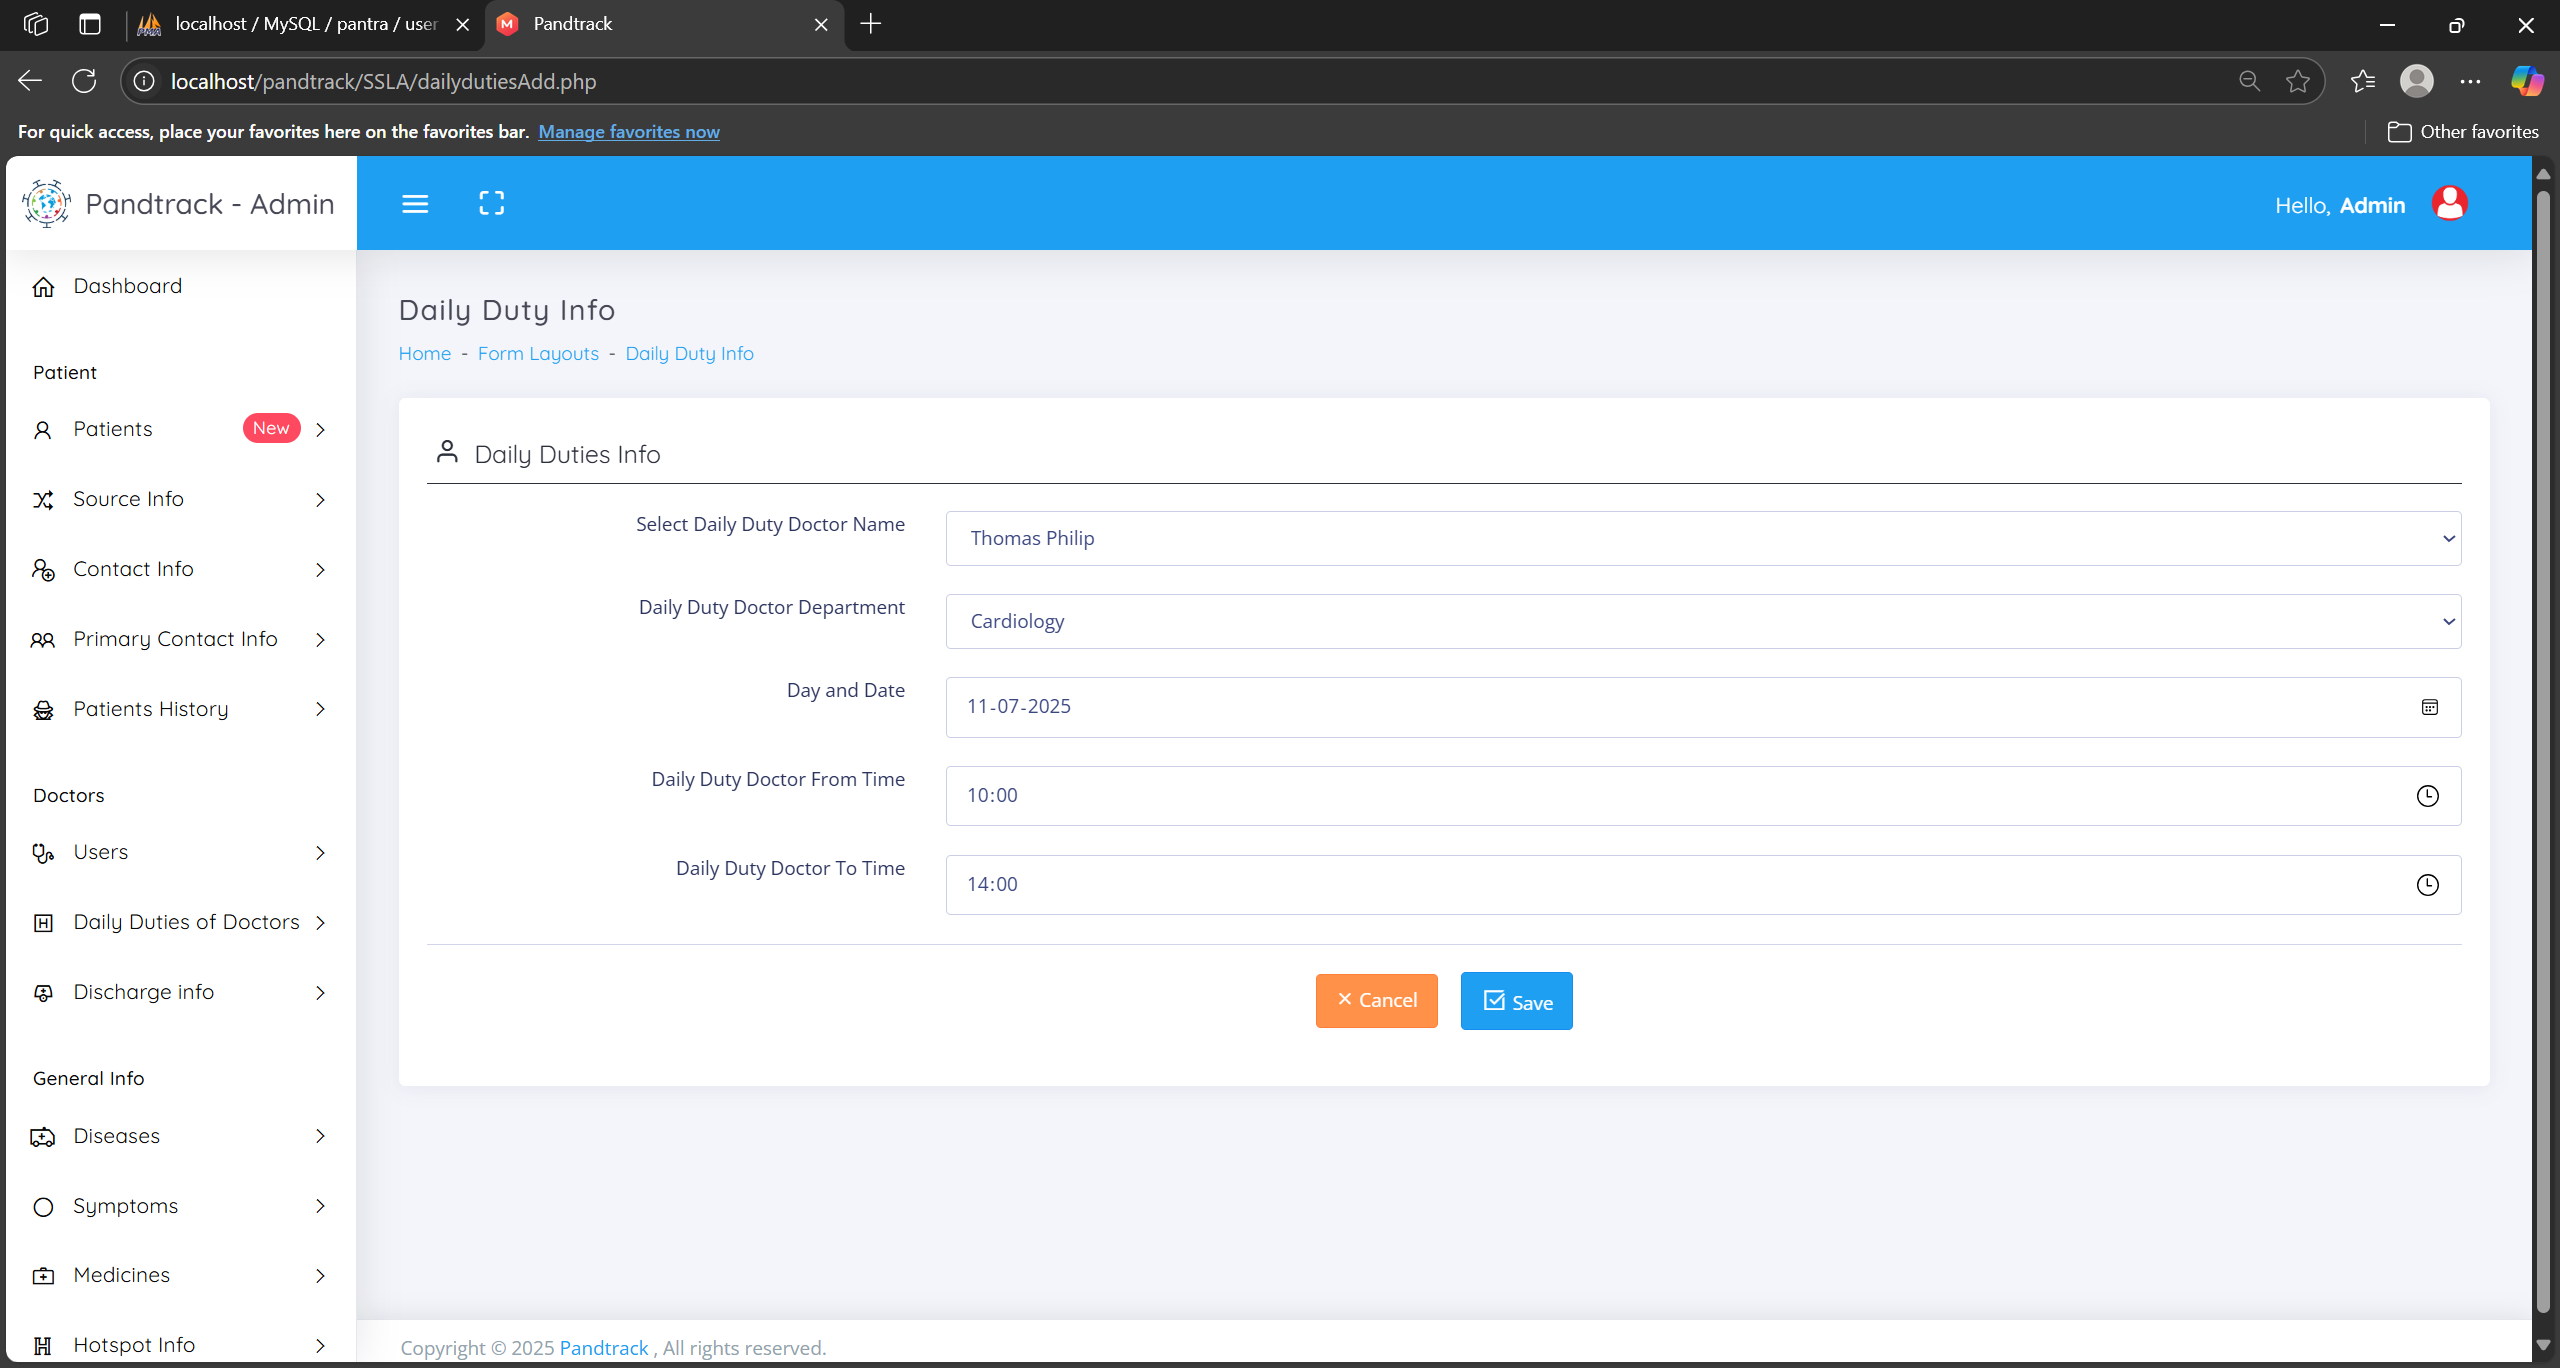 localhost / MySQL / pantra / user
Pandtrack
localhost/pandtrack/SSLA/dailydutiesAdd.php
For quick access, place your favorites here on the favorites bar. Manage favorites now
Other favorites
Pandtrack - Admin
Hello, Admin
Dashboard
Patient
Patients New
Source Info
Contact Info
Primary Contact Info
Patients History
Doctors
Users
Daily Duties of Doctors
Discharge info
General Info
Diseases
Symptoms
Medicines
Hotspot Info
Daily Duty Info
Home - Form Layouts - Daily Duty Info
Daily Duties Info
Select Daily Duty Doctor Name
Thomas Philip
Daily Duty Doctor Department
Cardiology
Day and Date
11-07-2025
Daily Duty Doctor From Time
10:00
Daily Duty Doctor To Time
14:00
Cancel
Save
Copyright © 2025 Pandtrack , All rights reserved.